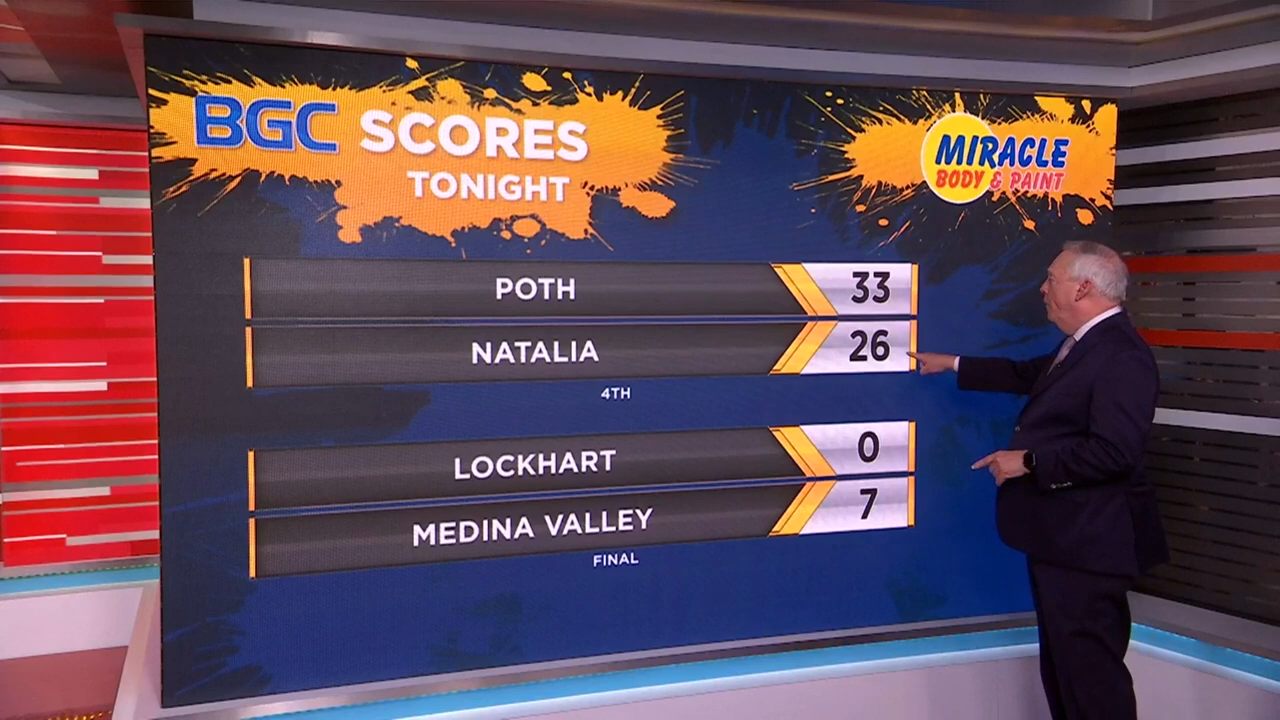 BGC SCORES
TONIGHT
MIRACLE
BODY & PAINT
POTH 33
NATALIA 26
4TH
LOCKHART 0
MEDINA VALLEY 7
FINAL